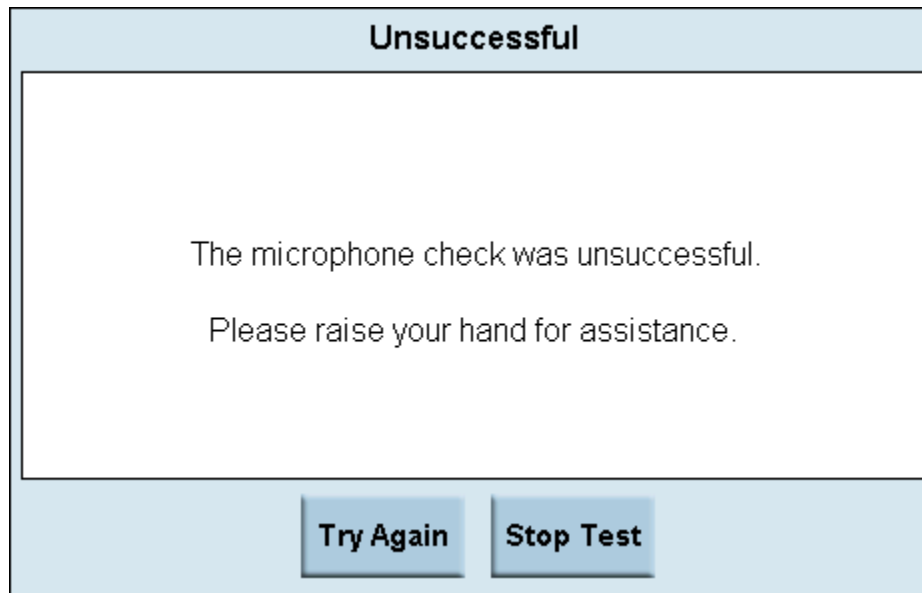 Unsuccessful
The microphone check was unsuccessful.
Please raise your hand for assistance.
Try Again
Stop Test